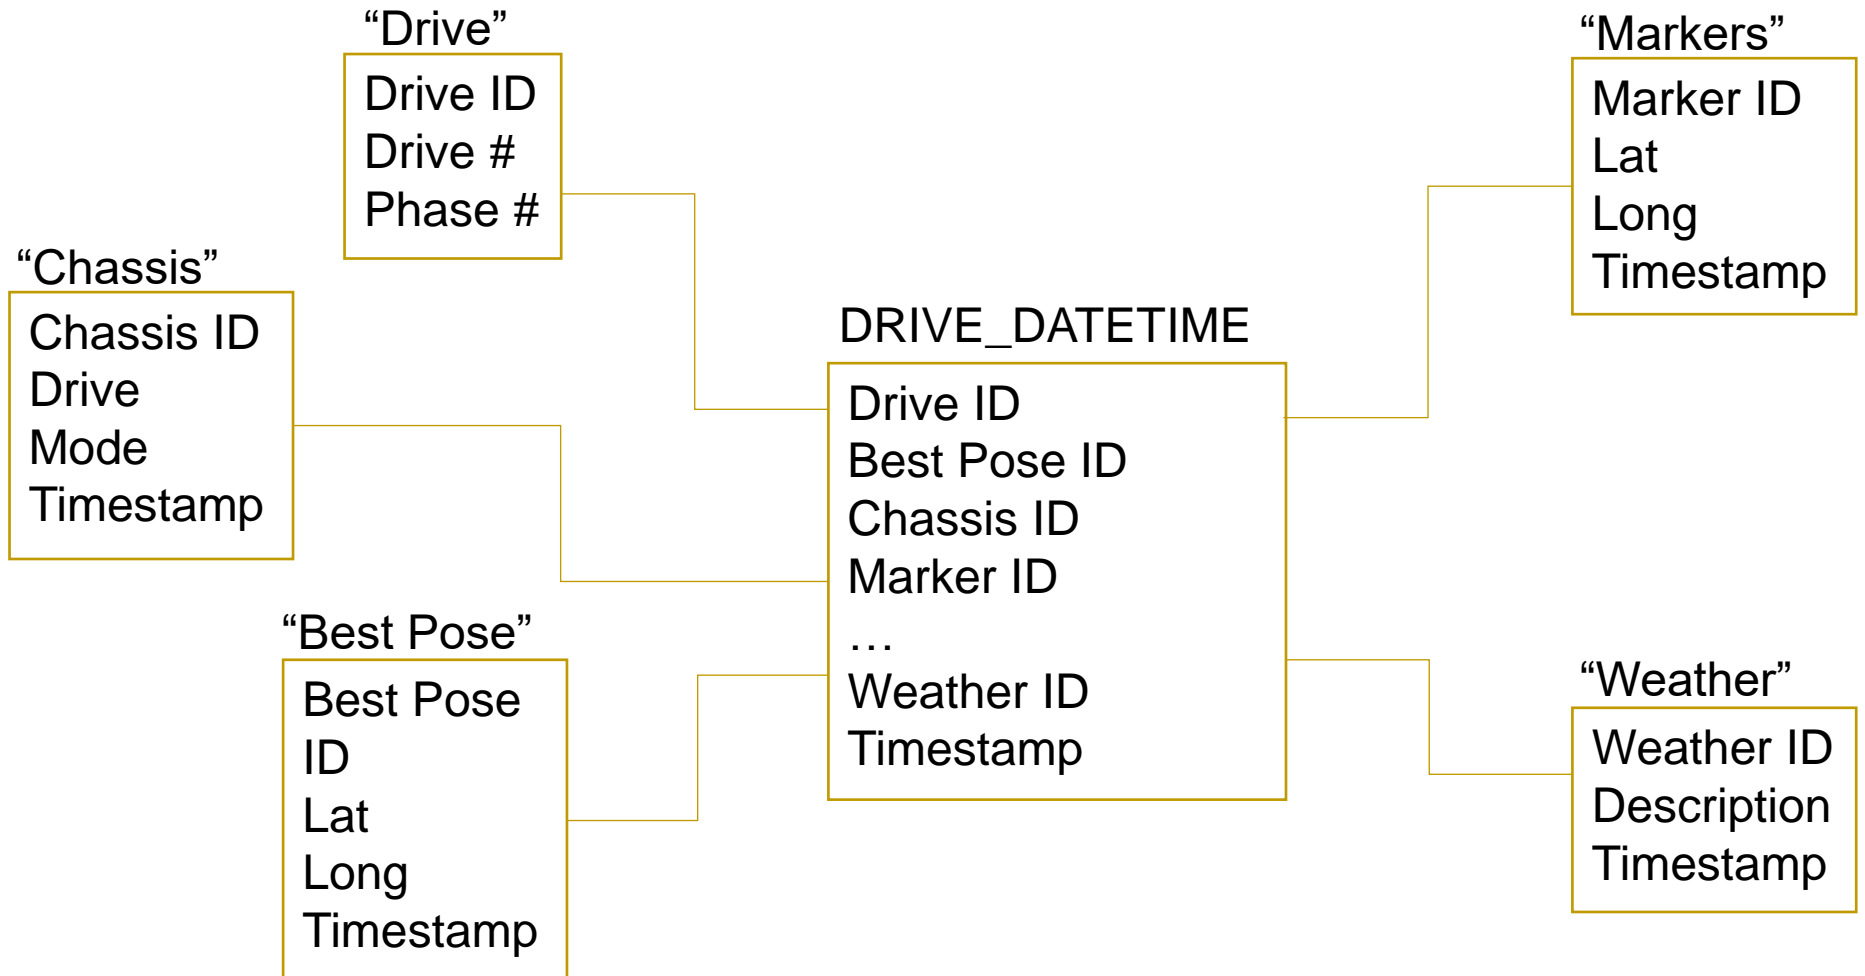 “Drive”
Drive ID
Drive #
Phase #
“Chassis”
Chassis ID
Drive
Mode
Timestamp
“Best Pose”
Best Pose
ID
Lat
Long
Timestamp
DRIVE_DATETIME
Drive ID
Best Pose ID
Chassis ID
Marker ID
…
Weather ID
Timestamp
“Markers”
Marker ID
Lat
Long
Timestamp
“Weather”
Weather ID
Description
Timestamp